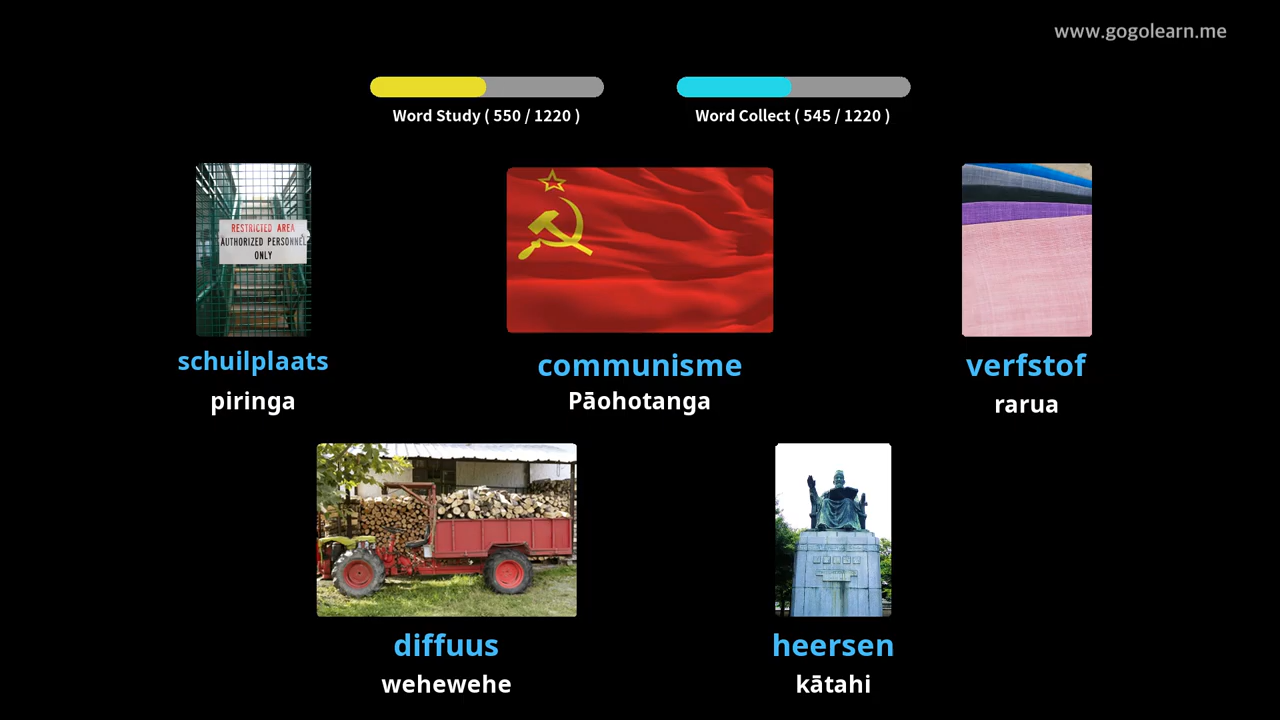 www.gogolearn.me
Word Study ( 550 / 1220 )
Word Collect ( 545 / 1220 )
RESTRICTED AREA
AUTHORIZED PERSONNEL
ONLY
schuilplaats
piringa
communisme
Pāohotanga
verfstof
rarua
diffuus
wehewehe
heersen
kātahi